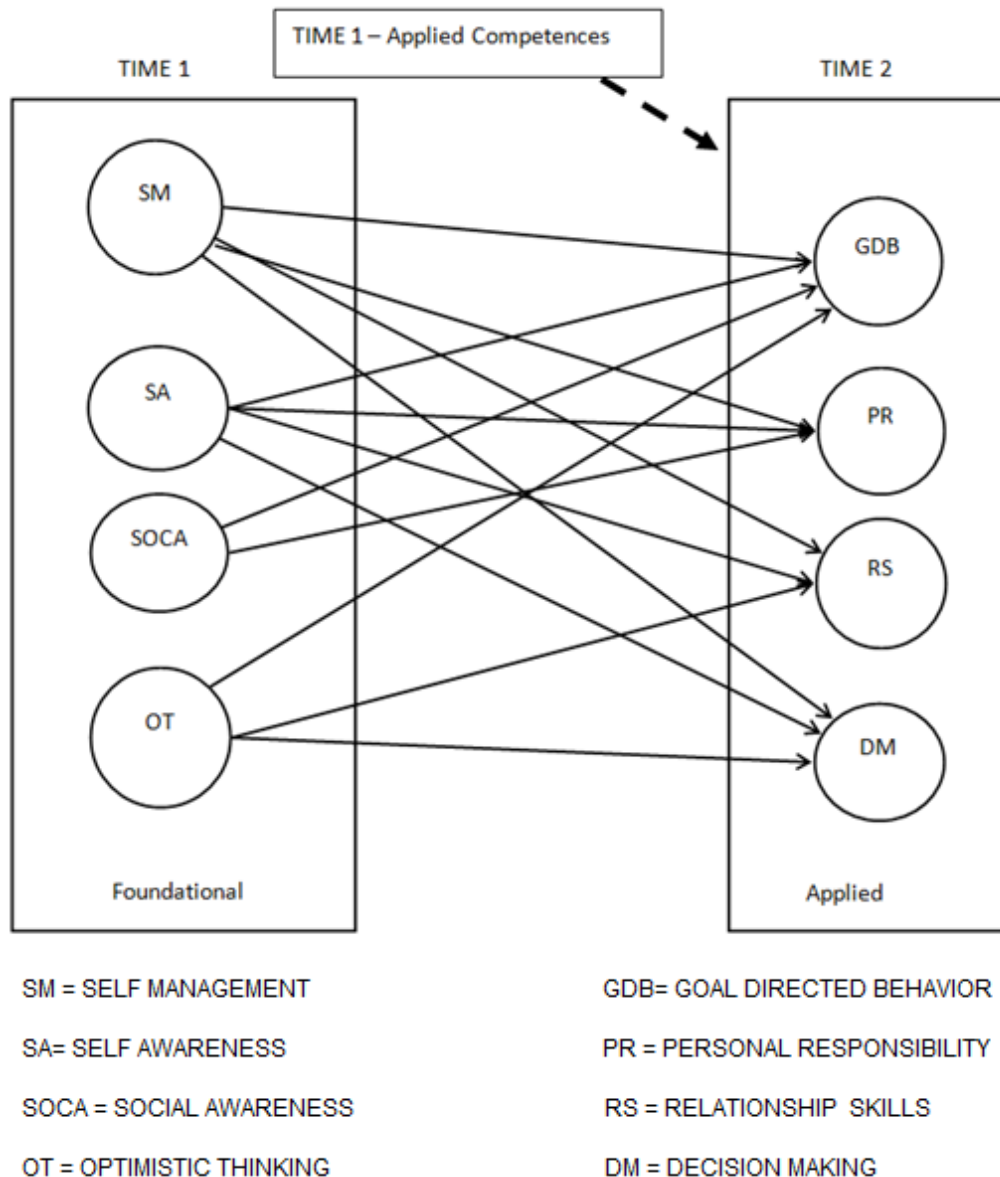 TIME 1 – Applied Competences
TIME 1
TIME 2
SM
GDB
SA
PR
SOCA
RS
OT
DM
Foundational
Applied
SM = SELF MANAGEMENT
GDB= GOAL DIRECTED BEHAVIOR
SA= SELF AWARENESS
PR = PERSONAL RESPONSIBILITY
SOCA = SOCIAL AWARENESS
RS = RELATIONSHIP SKILLS
OT = OPTIMISTIC THINKING
DM = DECISION MAKING